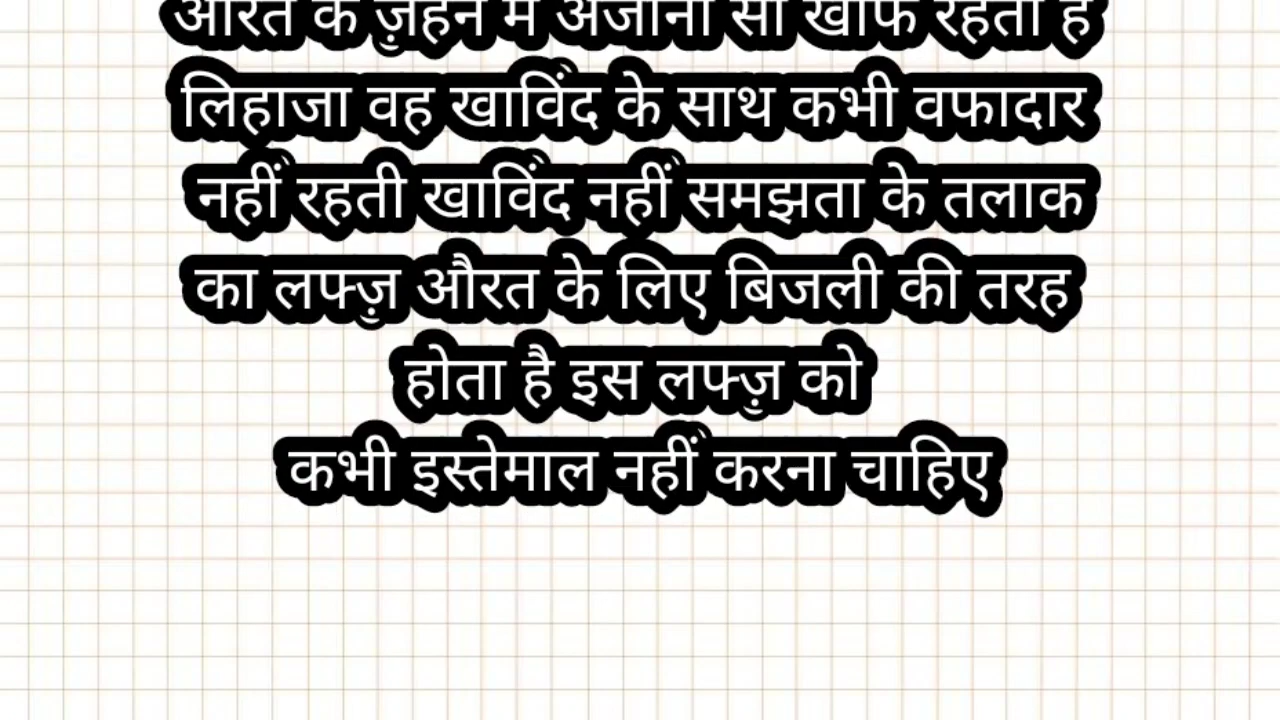 औरत के ज़हन में अंजाना सा खौफ रहता है
लिहाजा वह खाविंद के साथ कभी वफादार
नहीं रहती खाविंद नहीं समझता के तलाक
का लफ्ज़ औरत के लिए बिजली की तरह
होता है इस लफ्ज़ को
कभी इस्तेमाल नहीं करना चाहिए